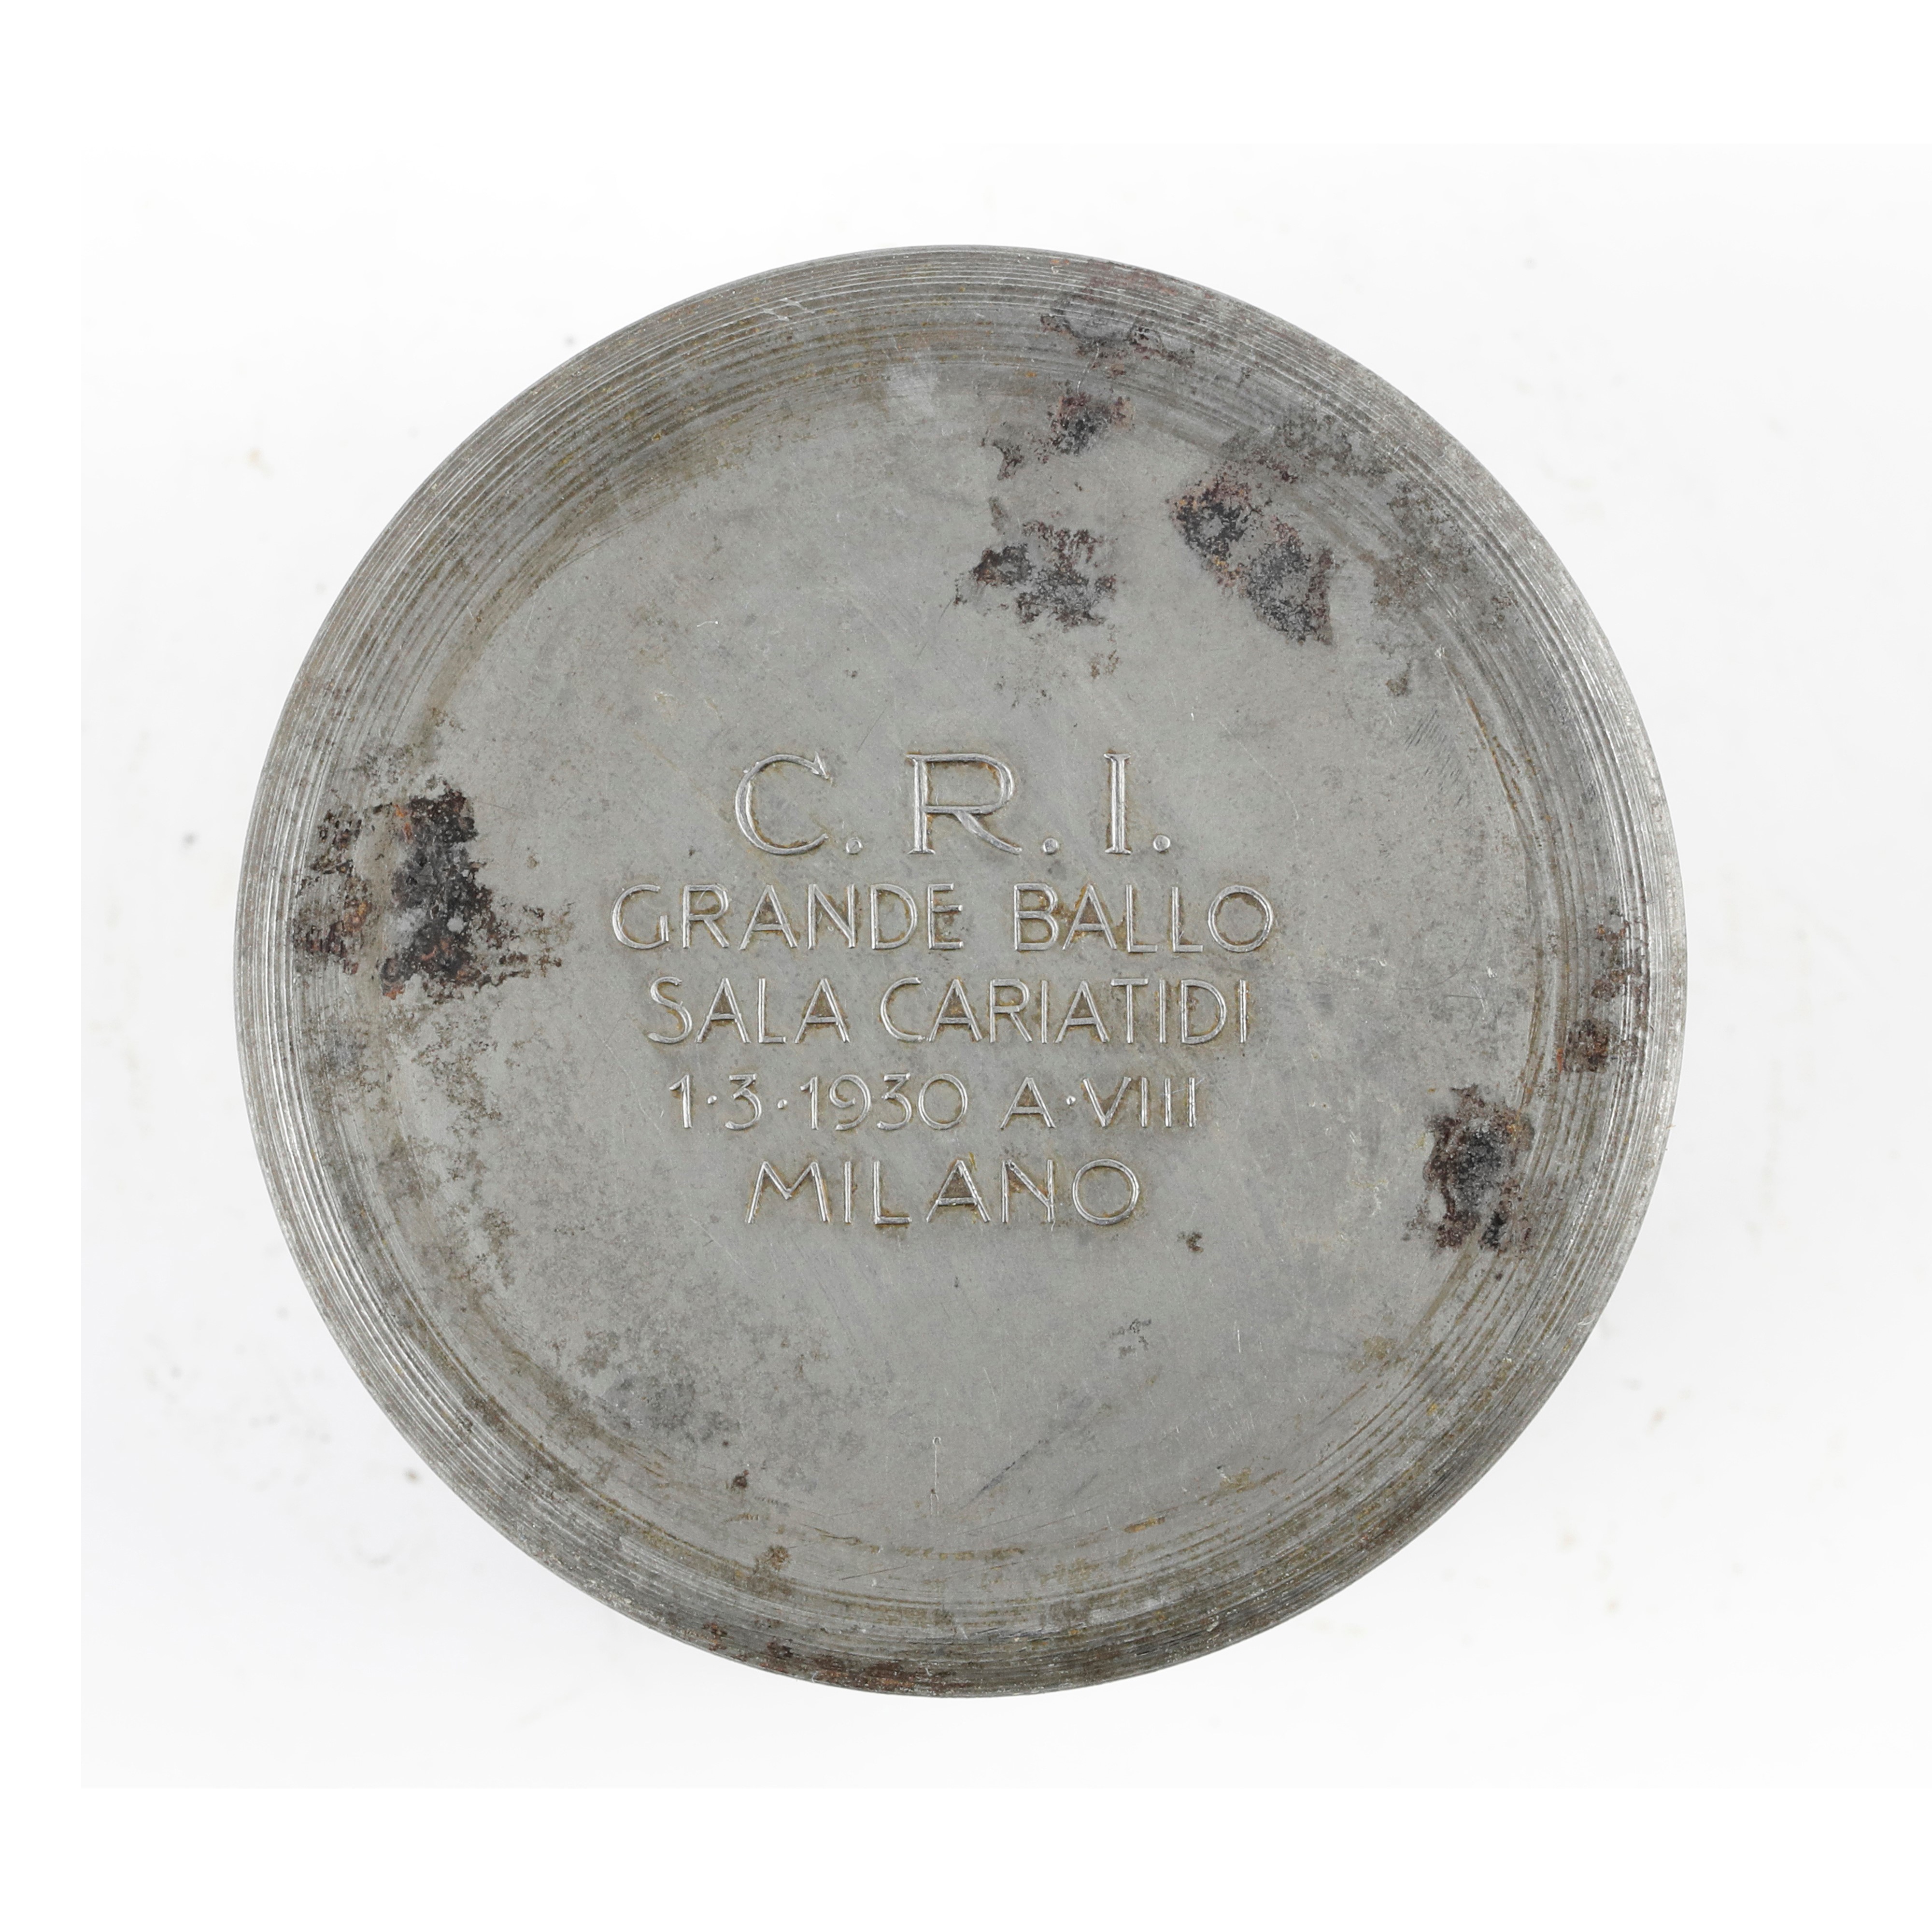 C. R. I.
GRANDE BALLO
SALA CARIATIDI
1·3·1930 A·VIII
MILANO